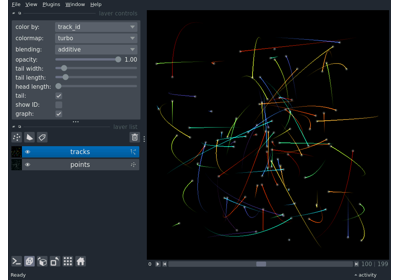 File View Plugins Window Help
layer controls
color by: track_id
colormap: turbo
blending: additive
opacity: 1.00
tail width:
tail length:
head length:
tail:
show ID:
graph:
layer list
tracks
points
100 199
Ready
activity